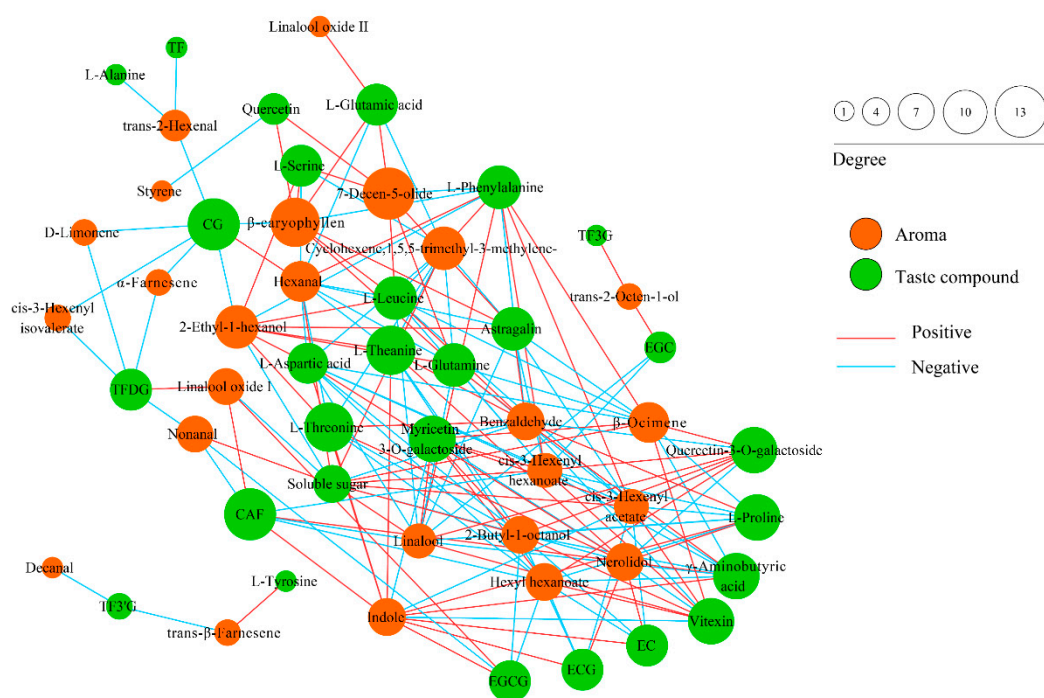 Linalool oxide II
TF
L-Alanine
Quercetin
L-Glutamic acid
trans-2-Hexenal
1
4
7
10
13
Degree
L-Serine
Styrene
7-Decen-5-olide
L-Phenylalanine
CG
β-caryophyllen
D-Limonene
TF3G
Aroma
Cyclohexene,1,5,5-trimethyl-3-methylene-
Taste compound
α-Farnesene
Hexanal
L-Leucine
trans-2-Octen-1-ol
cis-3-Hexenyl
isovalerate
2-Ethyl-1-hexanol
Astragalin
Positive
L-Theanine
EGC
Negative
L-Aspartic acid
L-Glutamine
TFDG
Linalool oxide I
Benzaldehyde
β-Ocimene
Nonanal
L-Threonine
Myricetin
3-O-galactoside
Quercetin-3-O-galactoside
cis-3-Hexenyl
hexanoate
Soluble sugar
cis-3-Hexenyl
acetate
CAF
L-Proline
Linalool
2-Butyl-1-octanol
Nerolidol
γ-Aminobutyric
acid
Decanal
L-Tyrosine
Hexyl hexanoate
TF3'G
Indole
Vitexin
trans-β-Farnesene
EC
ECG
EGCG